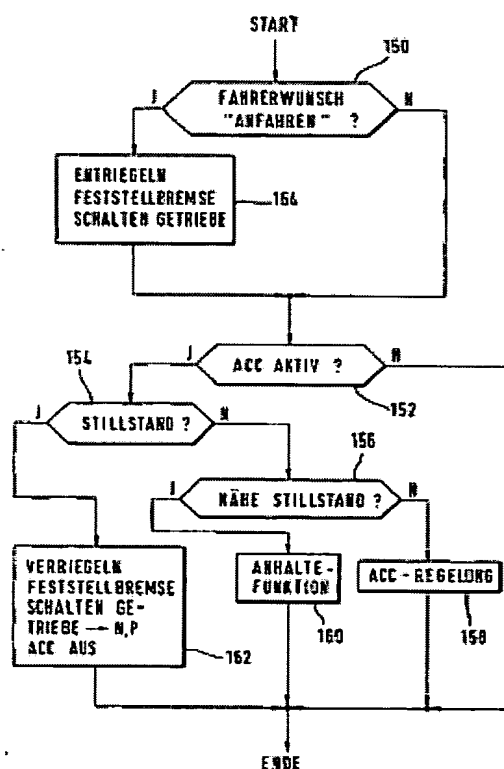 START
150
J
FAHRERWUNSCH
"ANFAHREN" ?
N
ENTRIEGELN
FESTSTELLBREMSE
SCHALTEN GETRIEBE
164
154
J
ACC AKTIV ?
N
152
J
STILLSTAND ?
N
156
J
NÄHE STILLSTAND ?
N
VERRIEGELN
FESTSTELLBREMSE
SCHALTEN GE-
TRIEBE → N,P
ACC AUS
162
ANHALTE-
FUNKTION
160
ACC-REGELUNG
158
ENDE